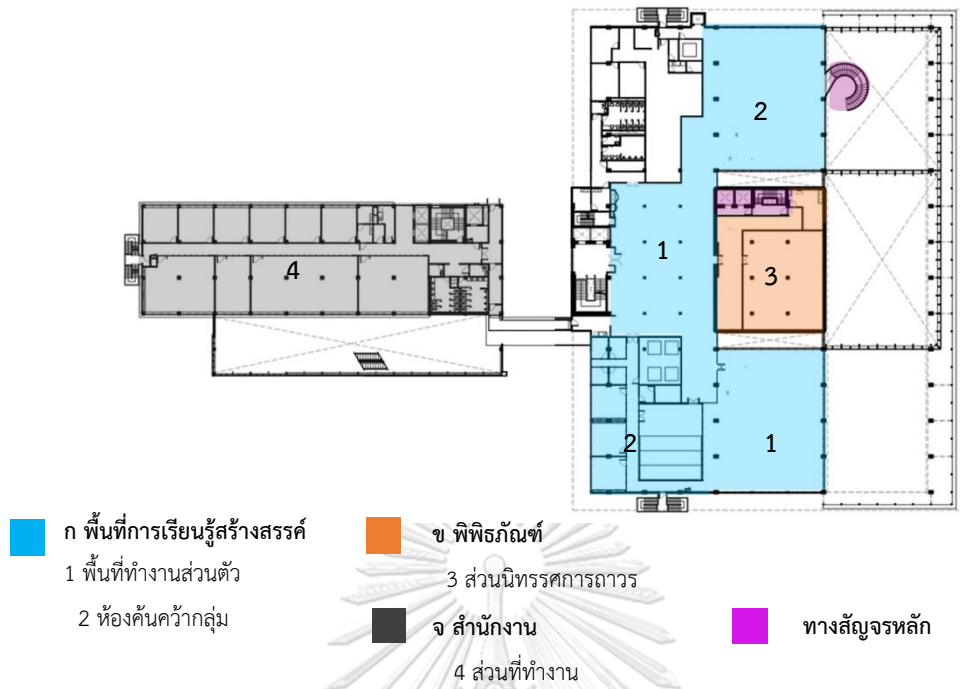 2
1
3
4
2
1
ก พื้นที่การเรียนรู้สร้างสรรค์
1 พื้นที่ทำงานส่วนตัว
2 ห้องค้นคว้ากลุ่ม
ข พิพิธภัณฑ์
3 ส่วนนิทรรศการถาวร
จ สำนักงาน
4 ส่วนที่ทำงาน
ทางสัญจรหลัก